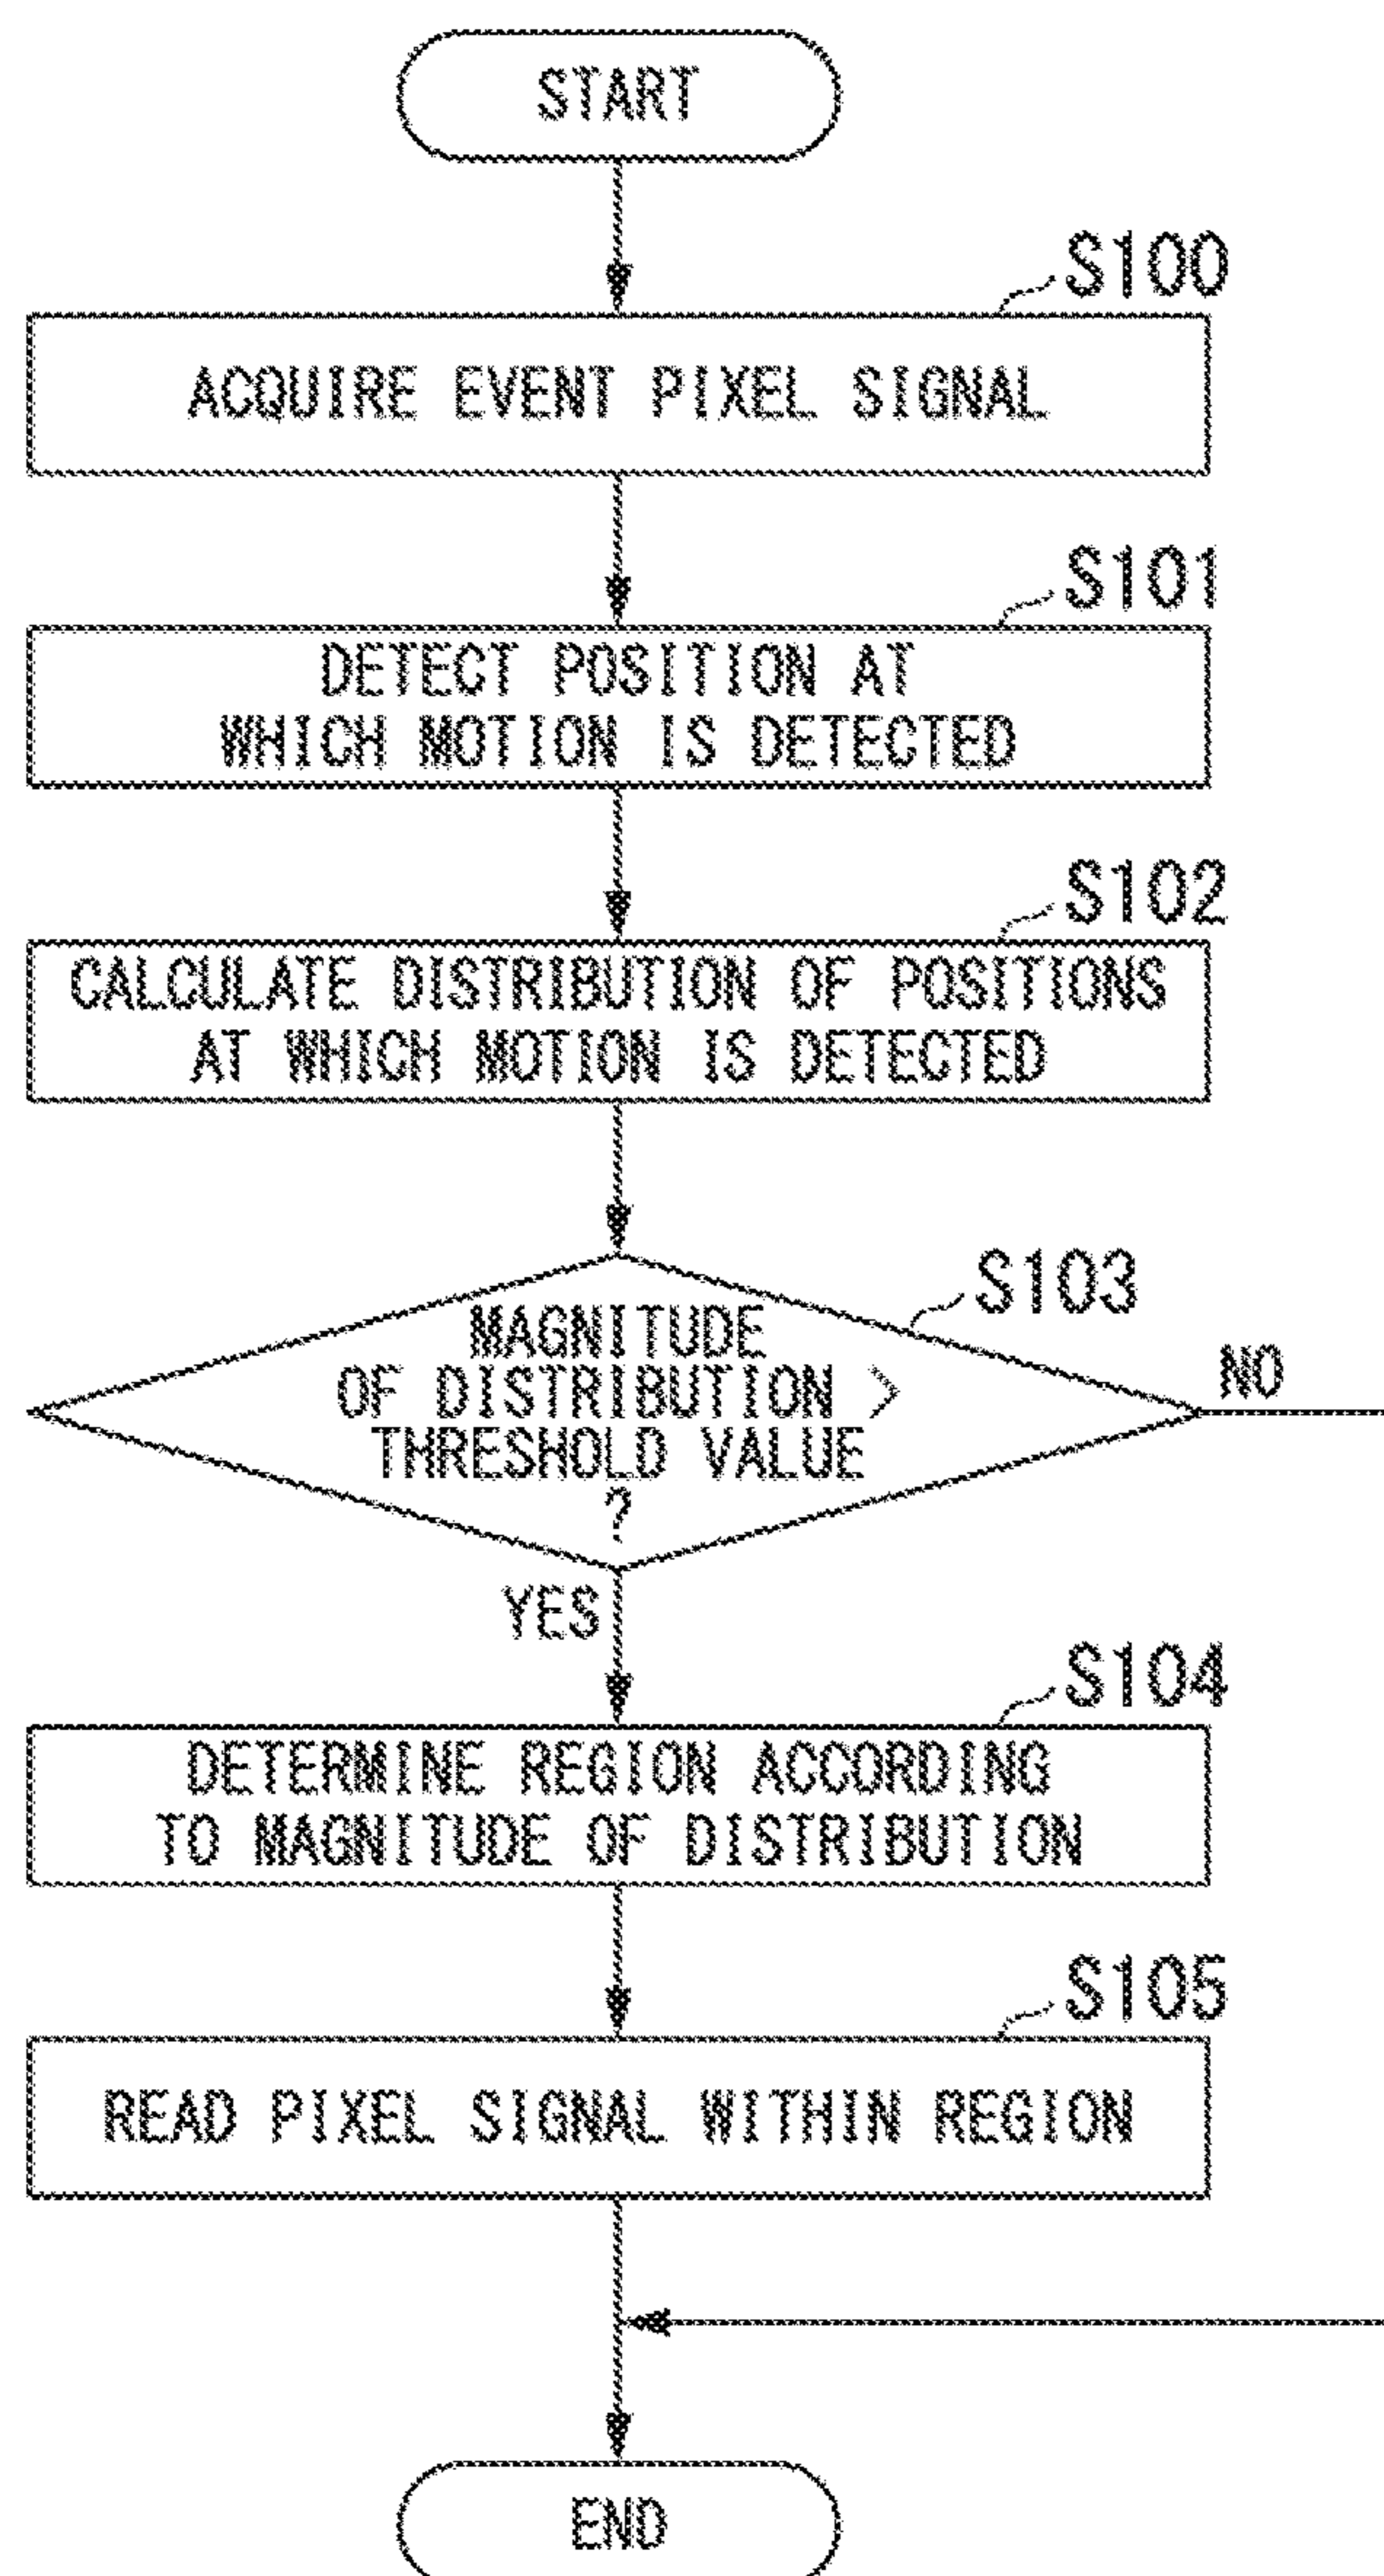 START
S100
ACQUIRE EVENT PIXEL SIGNAL
S101
DETECT POSITION AT
WHICH MOTION IS DETECTED
S102
CALCULATE DISTRIBUTION OF POSITIONS
AT WHICH MOTION IS DETECTED
S103
MAGNITUDE
OF DISTRIBUTION >
THRESHOLD VALUE
?
NO
YES
S104
DETERMINE REGION ACCORDING
TO MAGNITUDE OF DISTRIBUTION
S105
READ PIXEL SIGNAL WITHIN REGION
END